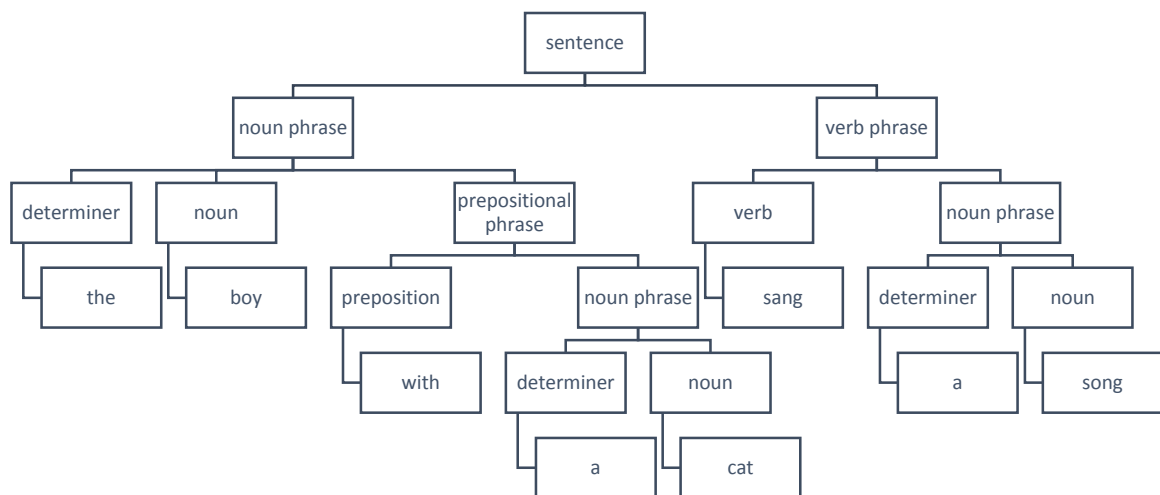 sentence
noun phrase
verb phrase
determiner
noun
prepositional
phrase
verb
noun phrase
the
boy
preposition
noun phrase
sang
determiner
noun
with
determiner
noun
a
song
a
cat